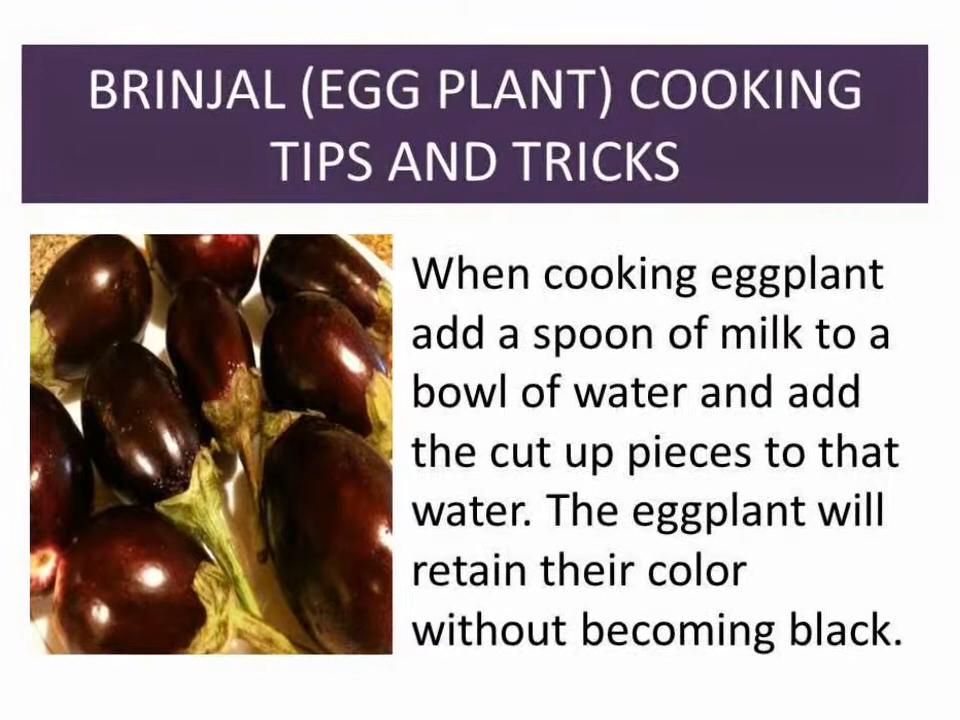 BRINJAL (EGG PLANT) COOKING
TIPS AND TRICKS
When cooking eggplant
add a spoon of milk to a
bowl of water and add
the cut up pieces to that
water. The eggplant will
retain their color
without becoming black.